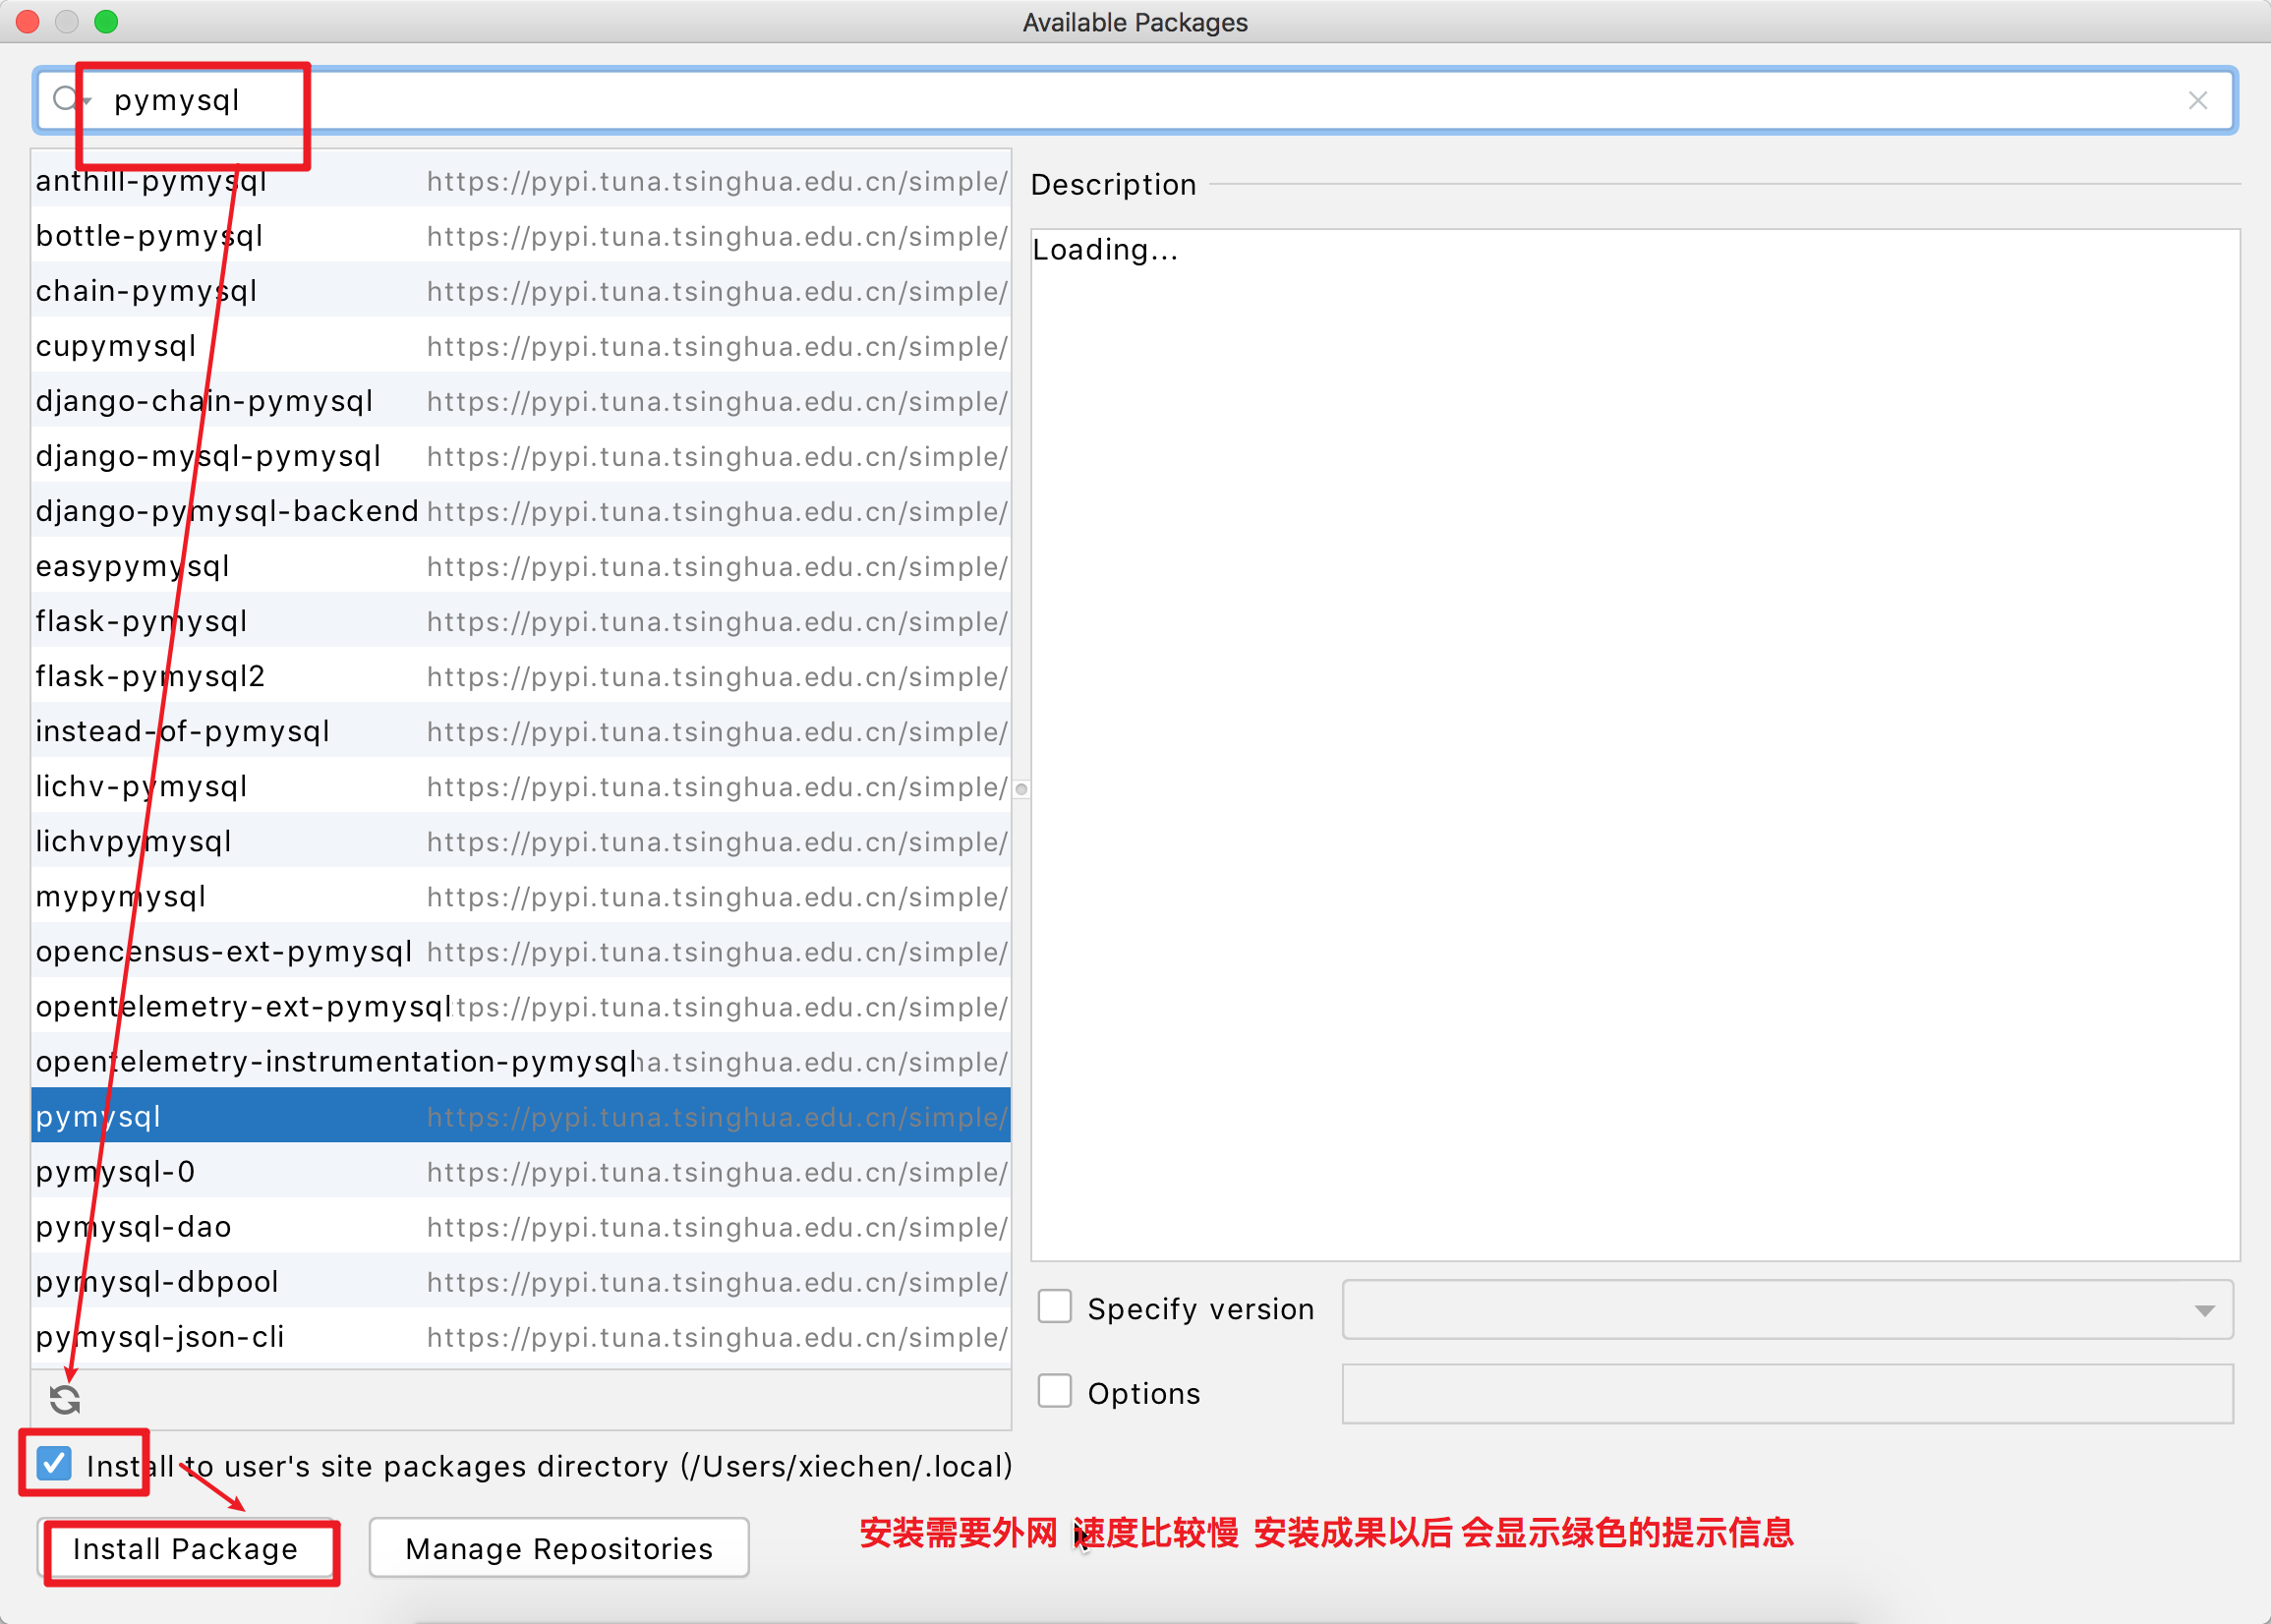 Available Packages
pymysql
anthill-pymysql https://pypi.tuna.tsinghua.edu.cn/simple/
bottle-pymysql https://pypi.tuna.tsinghua.edu.cn/simple/
chain-pymysql https://pypi.tuna.tsinghua.edu.cn/simple/
cupymysql https://pypi.tuna.tsinghua.edu.cn/simple/
django-chain-pymysql https://pypi.tuna.tsinghua.edu.cn/simple/
django-mysql-pymysql https://pypi.tuna.tsinghua.edu.cn/simple/
django-pymysql-backend https://pypi.tuna.tsinghua.edu.cn/simple/
easypymysql https://pypi.tuna.tsinghua.edu.cn/simple/
flask-pymysql https://pypi.tuna.tsinghua.edu.cn/simple/
flask-pymysql2 https://pypi.tuna.tsinghua.edu.cn/simple/
instead-of-pymysql https://pypi.tuna.tsinghua.edu.cn/simple/
lichv-pymysql https://pypi.tuna.tsinghua.edu.cn/simple/
lichvpymysql https://pypi.tuna.tsinghua.edu.cn/simple/
mypymysql https://pypi.tuna.tsinghua.edu.cn/simple/
opencensus-ext-pymysql https://pypi.tuna.tsinghua.edu.cn/simple/
opentelemetry-ext-pymysql tps://pypi.tuna.tsinghua.edu.cn/simple/
opentelemetry-instrumentation-pymysql na.tsinghua.edu.cn/simple/
pymysql https://pypi.tuna.tsinghua.edu.cn/simple/
pymysql-0 https://pypi.tuna.tsinghua.edu.cn/simple/
pymysql-dao https://pypi.tuna.tsinghua.edu.cn/simple/
pymysql-dbpool https://pypi.tuna.tsinghua.edu.cn/simple/
pymysql-json-cli https://pypi.tuna.tsinghua.edu.cn/simple/
Description
Loading...
Specify version
Options
Install to user's site packages directory (/Users/xiechen/.local)
Install Package
Manage Repositories
安装需要外网 速度比较慢 安装成果以后 会显示绿色的提示信息